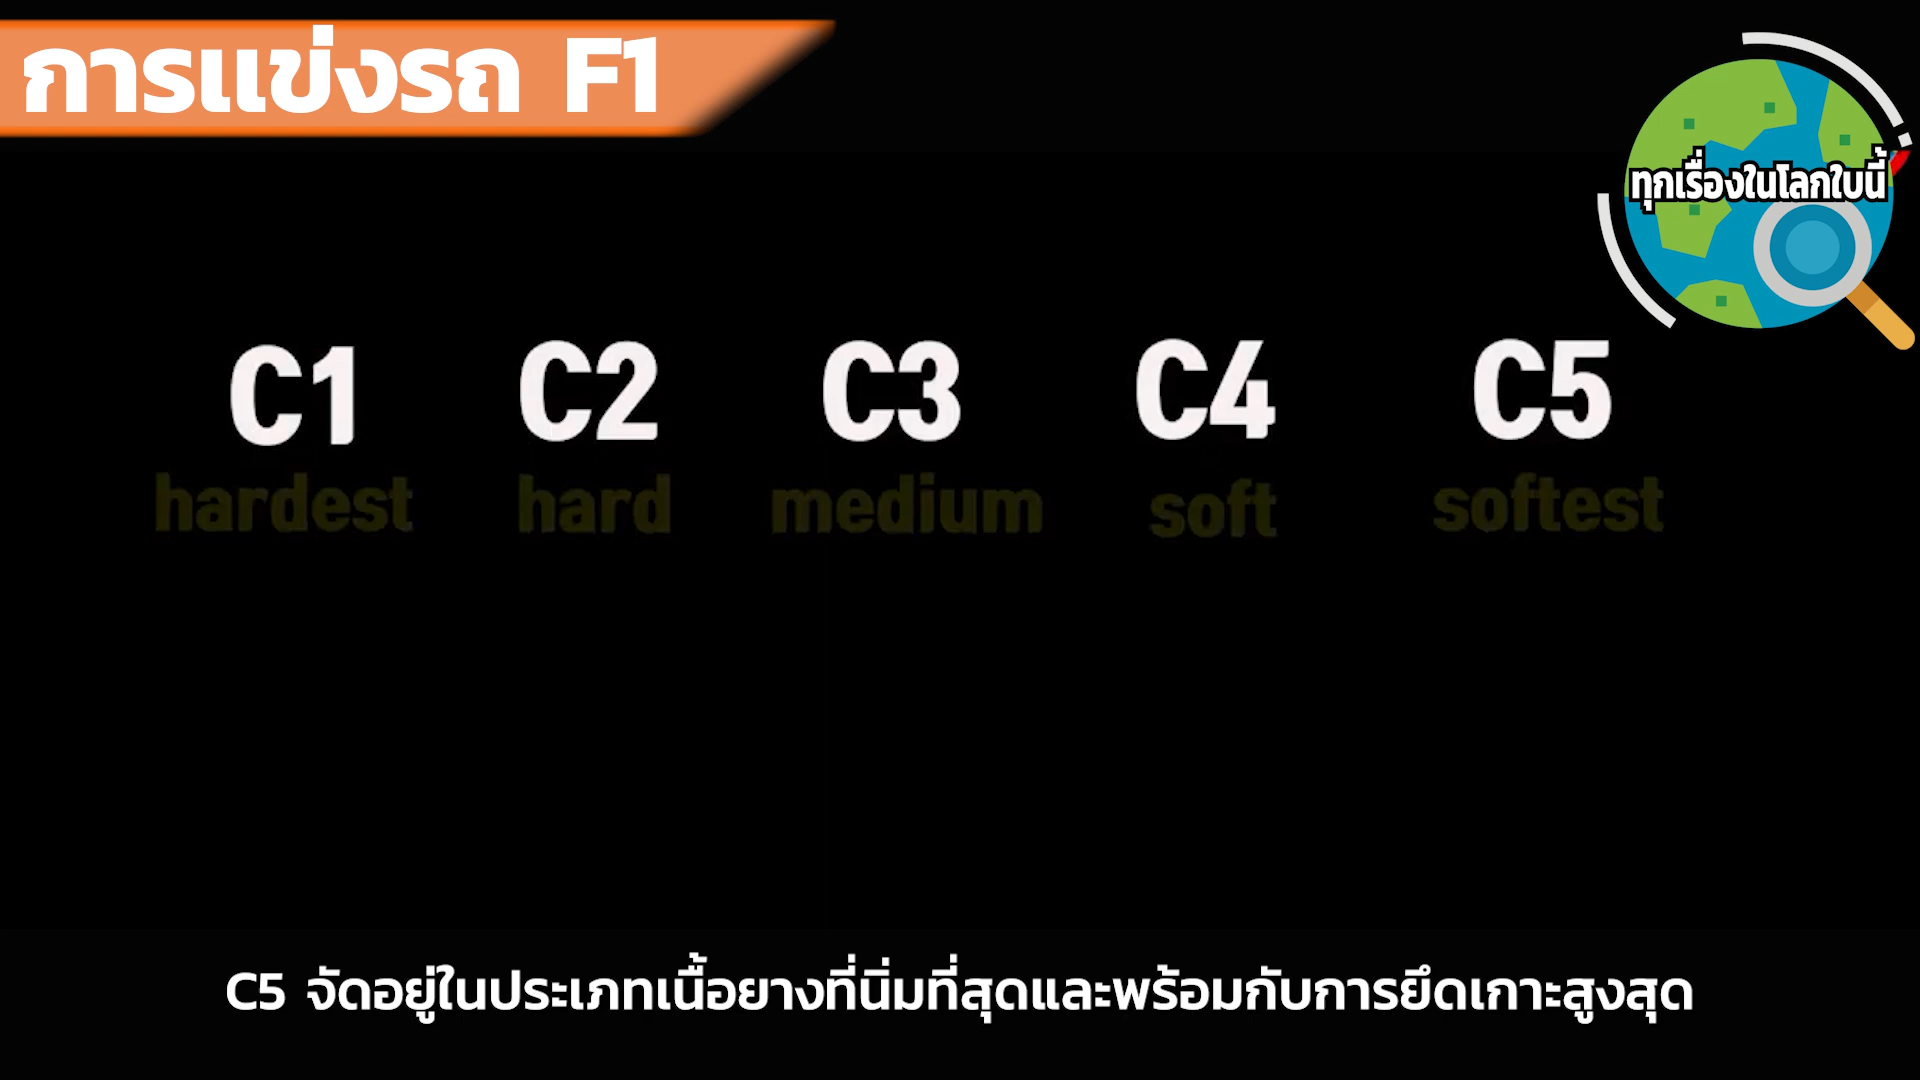 การแข่งรถ F1
ทุกเรื่องในโลกใบนี้
C1 C2 C3 C4 C5
hardest hard medium soft softest
C5 จัดอยู่ในประเภทเนื้อยางที่นิ่มที่สุดและพร้อมกับการยึดเกาะสูงสุด